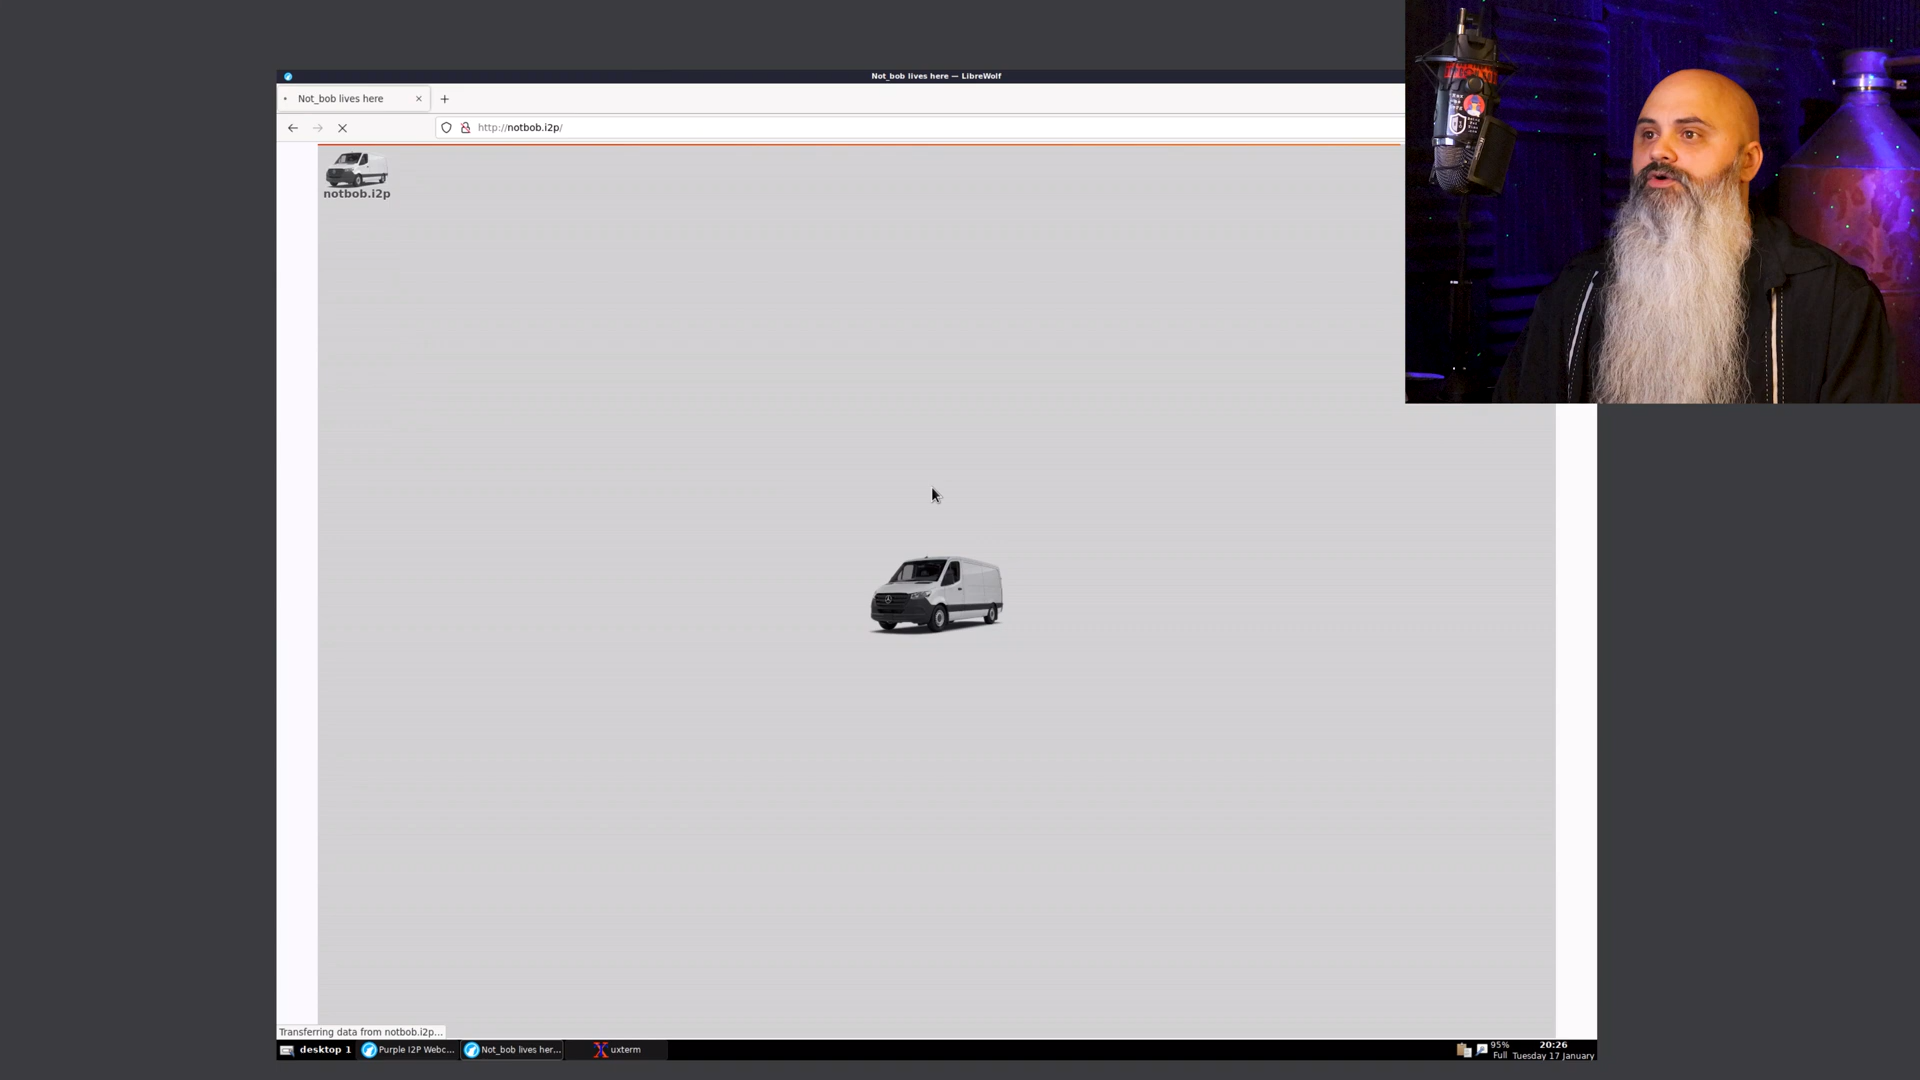 Not_bob lives here — LibreWolf
Not_bob lives here
http://notbob.i2p/
notbob.i2p
Transferring data from notbob.i2p...
desktop 1
Purple I2P Webc...
Not_bob lives her...
uxterm
95%
Full
20:26
Tuesday 17 January